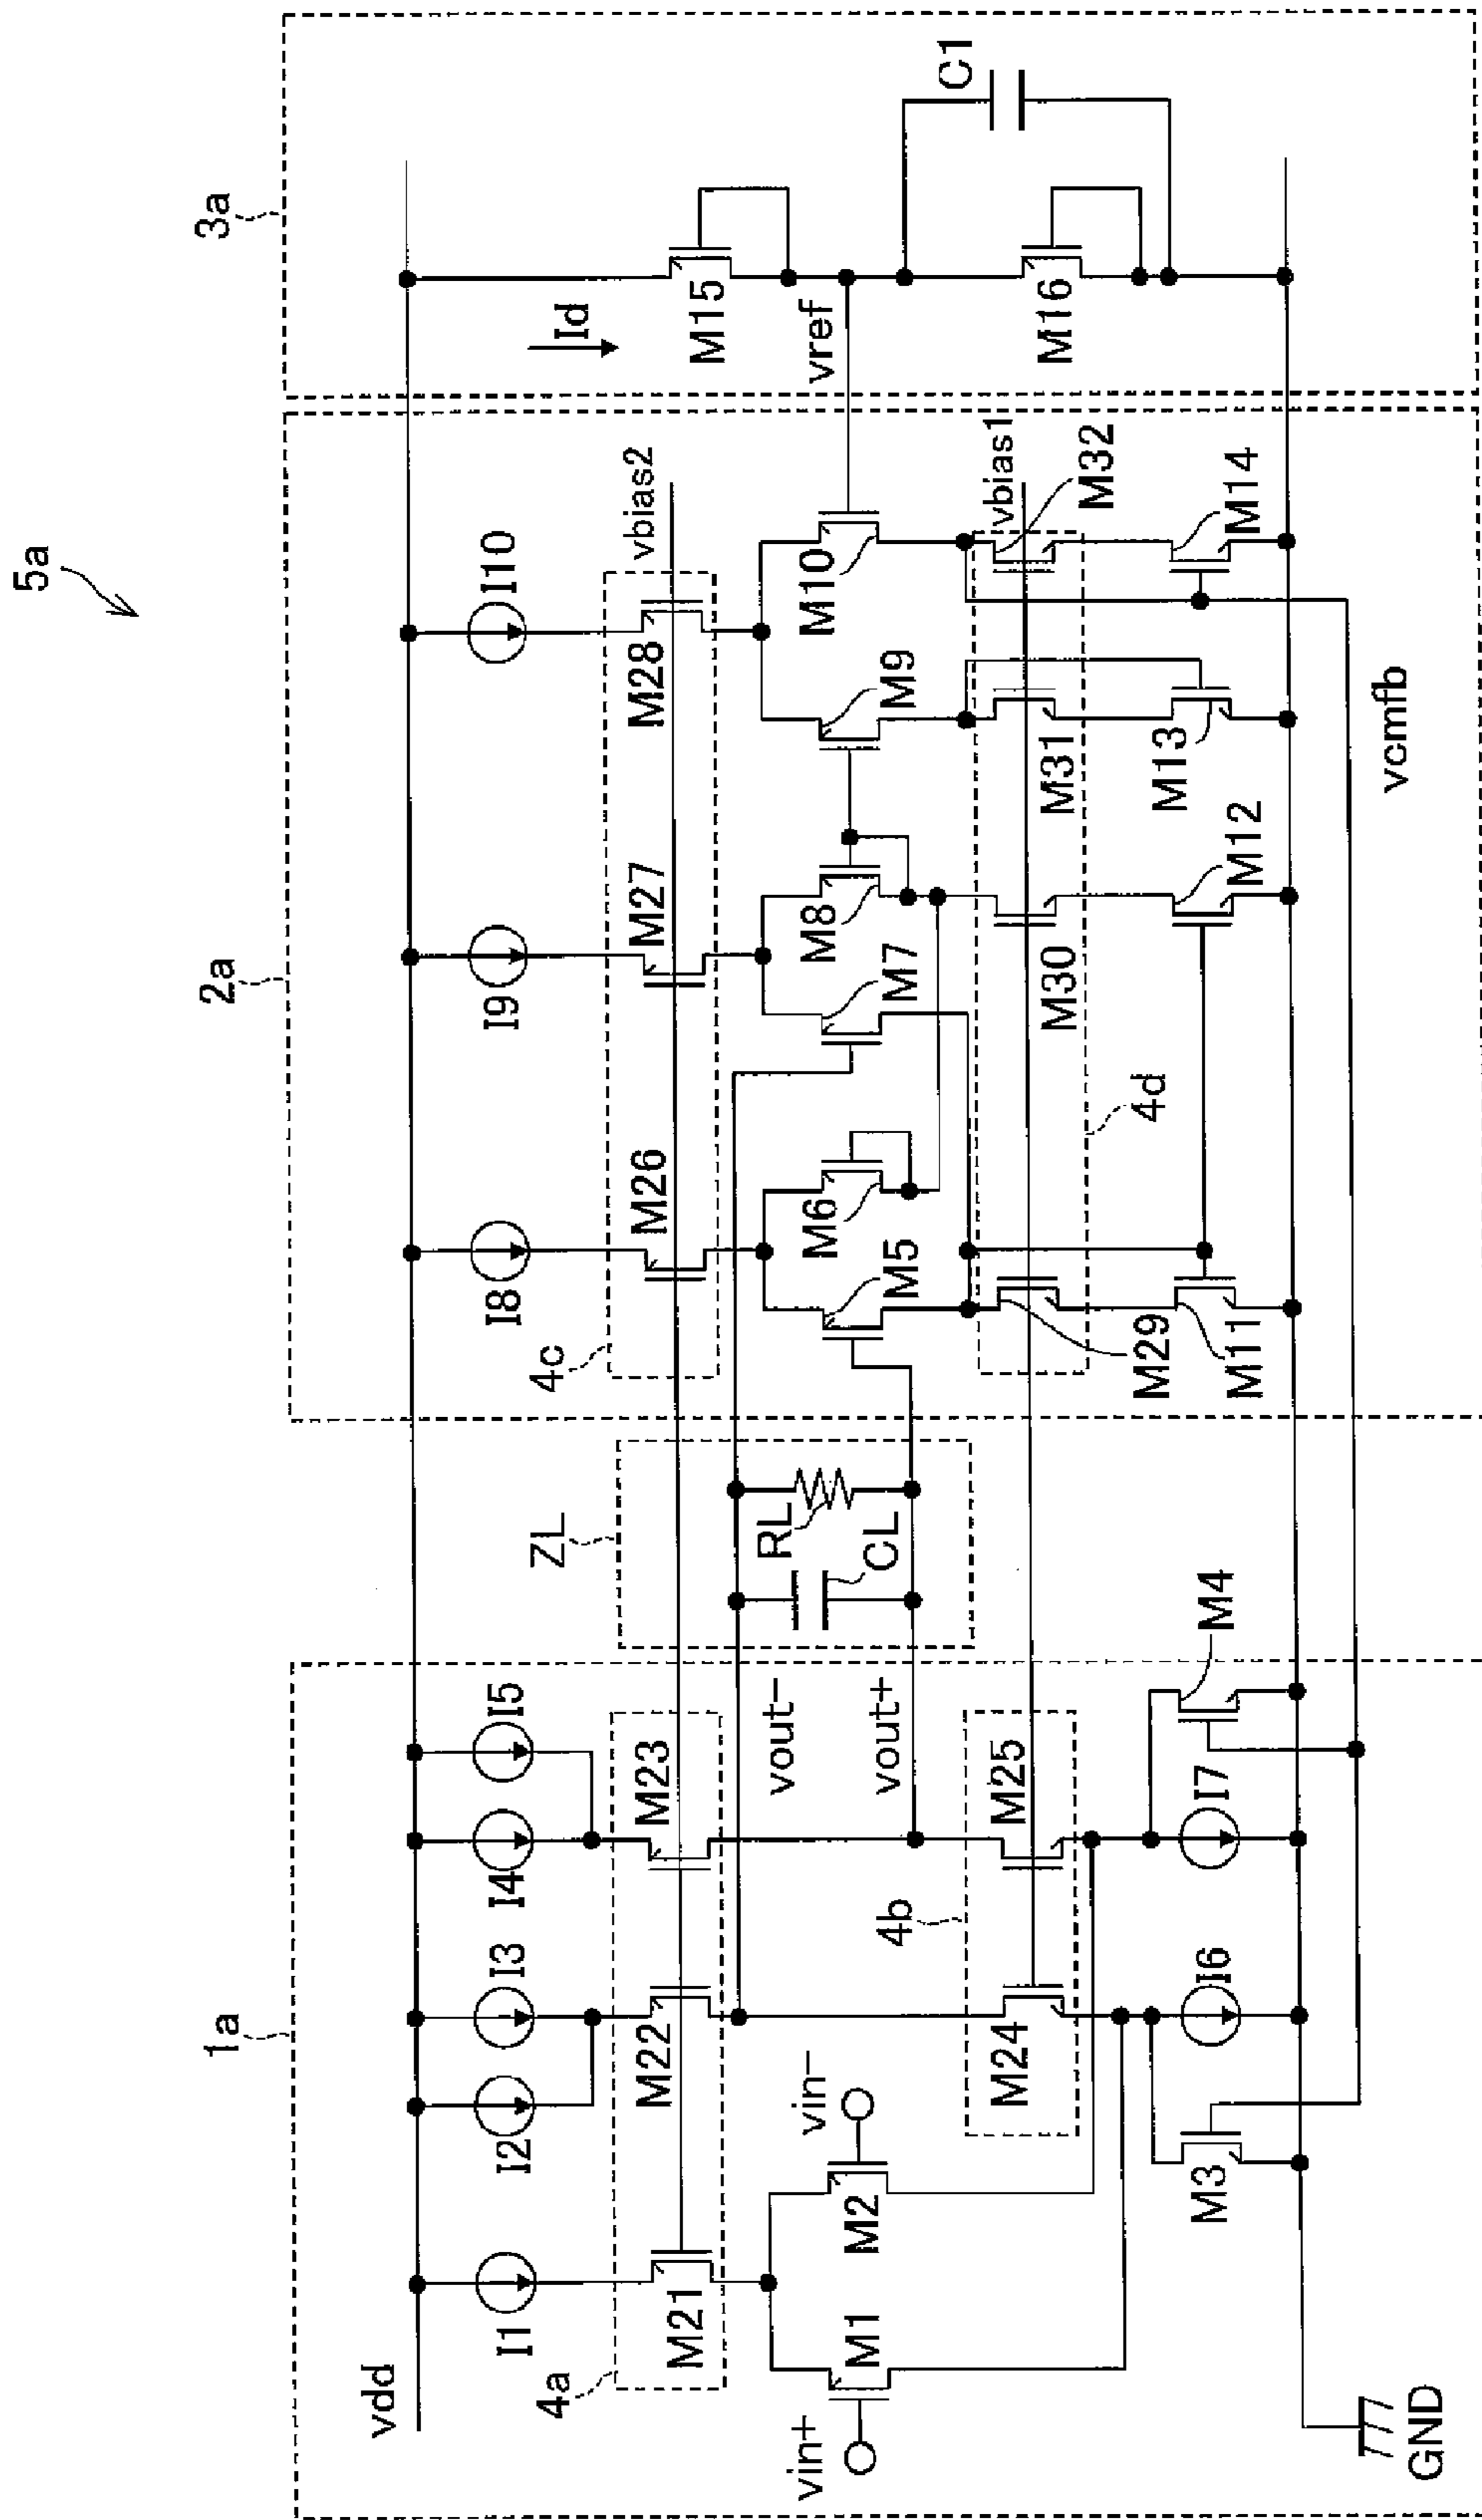 5a
1a
2a
3a
vdd
I1
I2
I3
I4
I5
I8
I9
I10
Id
4a
M21
M22
M23
ZL
4c
M26
M27
M28
vbias2
M15
C1
vin+
M1
M2
vin−
vout−
vout+
RL
CL
M5
M6
M7
M8
M9
M10
vref
M16
4b
M24
M25
M29
4d
M30
M31
vbias1
M32
M3
I6
I7
M4
M11
M12
M13
M14
vcmfb
GND